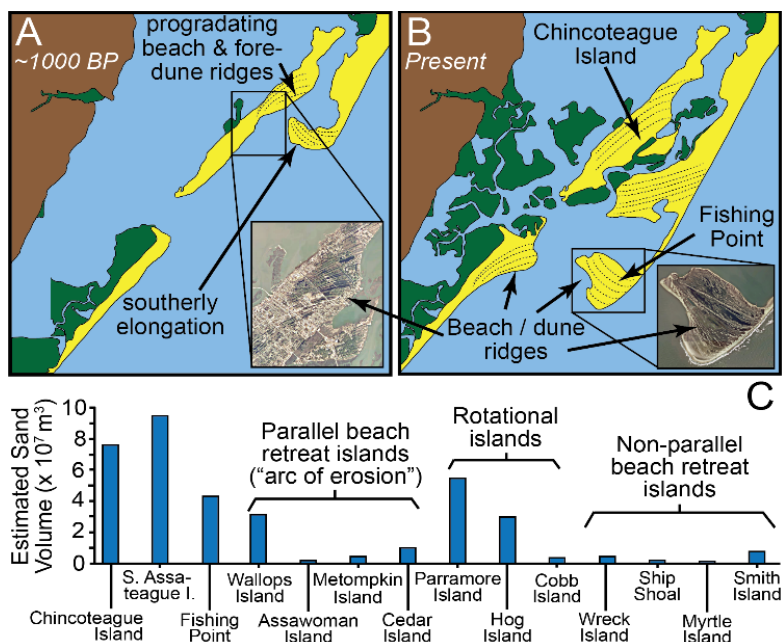 A
~1000 BP
progradating
beach & fore-
dune ridges
southerly
elongation
B
Present
Chincoteague
Island
Fishing
Point
Beach / dune
ridges
C
Estimated Sand
Volume (x 10⁷ m³)
10
8
6
4
2
0
Parallel beach
retreat islands
("arc of erosion")
Rotational
islands
Non-parallel
beach retreat
islands
Chincoteague
Island
S. Assa-
teague I.
Fishing
Point
Wallops
Island
Assawoman
Island
Metompkin
Island
Cedar
Island
Parramore
Island
Hog
Island
Cobb
Island
Wreck
Island
Ship
Shoal
Myrtle
Island
Smith
Island